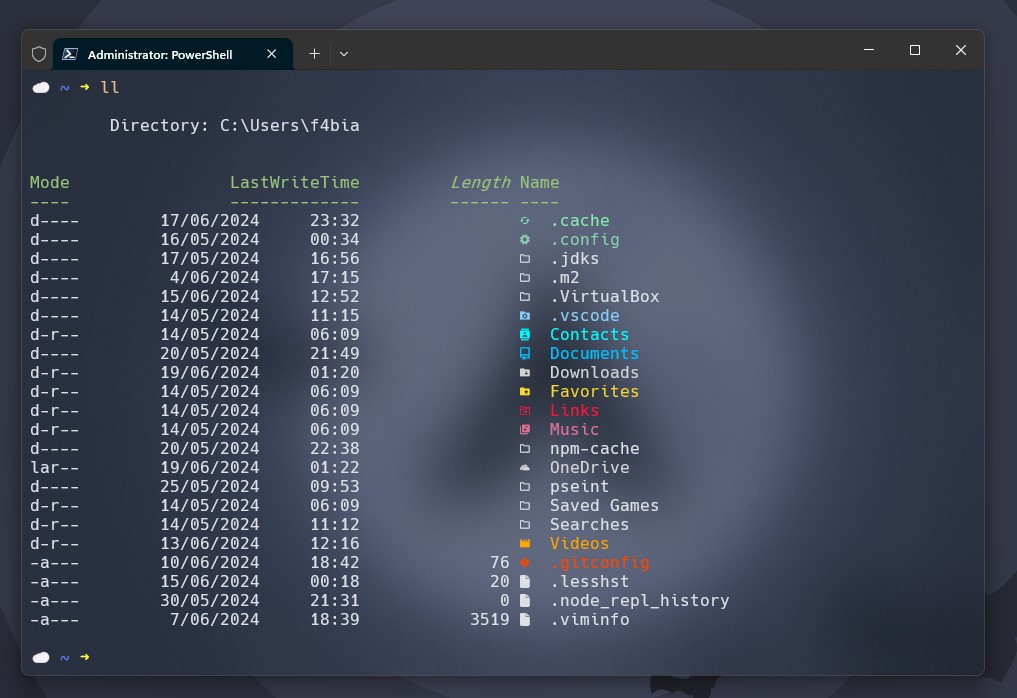 Administrator: PowerShell
~ ➜ ll
Directory: C:\Users\f4bia
Mode LastWriteTime Length Name
---- ------------- ------ ----
d---- 17/06/2024 23:32 .cache
d---- 16/05/2024 00:34 .config
d---- 17/05/2024 16:56 .jdks
d---- 4/06/2024 17:15 .m2
d---- 15/06/2024 12:52 .VirtualBox
d---- 14/05/2024 11:15 .vscode
d-r-- 14/05/2024 06:09 Contacts
d---- 20/05/2024 21:49 Documents
d-r-- 19/06/2024 01:20 Downloads
d-r-- 14/05/2024 06:09 Favorites
d-r-- 14/05/2024 06:09 Links
d-r-- 14/05/2024 06:09 Music
d---- 20/05/2024 22:38 npm-cache
lar-- 19/06/2024 01:22 OneDrive
d---- 25/05/2024 09:53 pseint
d-r-- 14/05/2024 06:09 Saved Games
d-r-- 14/05/2024 11:12 Searches
d-r-- 13/06/2024 12:16 Videos
-a--- 10/06/2024 18:42 76 .gitconfig
-a--- 15/06/2024 00:18 20 .lesshst
-a--- 30/05/2024 21:31 0 .node_repl_history
-a--- 7/06/2024 18:39 3519 .viminfo
~ ➜